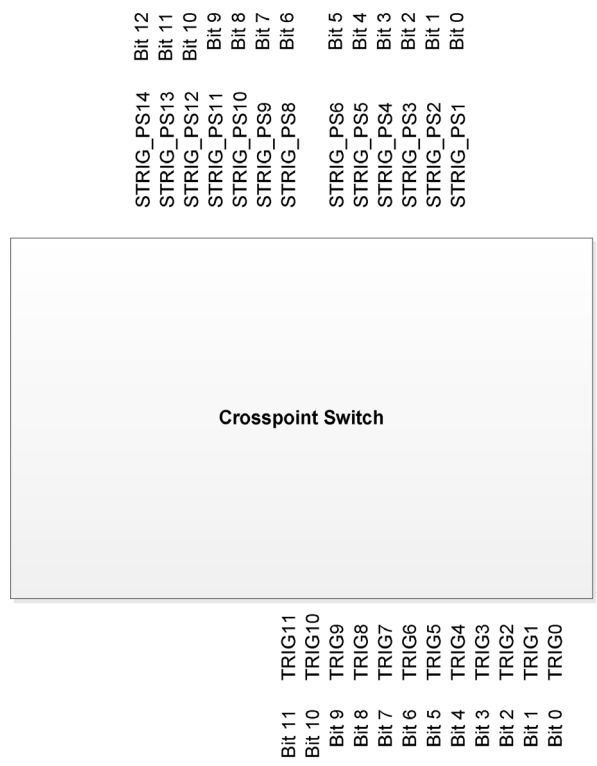 Bit 12
Bit 11
Bit 10
Bit 9
Bit 8
Bit 7
Bit 6
Bit 5
Bit 4
Bit 3
Bit 2
Bit 1
Bit 0
STRIG_PS14
STRIG_PS13
STRIG_PS12
STRIG_PS11
STRIG_PS10
STRIG_PS9
STRIG_PS8
STRIG_PS6
STRIG_PS5
STRIG_PS4
STRIG_PS3
STRIG_PS2
STRIG_PS1
Crosspoint Switch
TRIG11
TRIG10
TRIG9
TRIG8
TRIG7
TRIG6
TRIG5
TRIG4
TRIG3
TRIG2
TRIG1
TRIG0
Bit 11
Bit 10
Bit 9
Bit 8
Bit 7
Bit 6
Bit 5
Bit 4
Bit 3
Bit 2
Bit 1
Bit 0